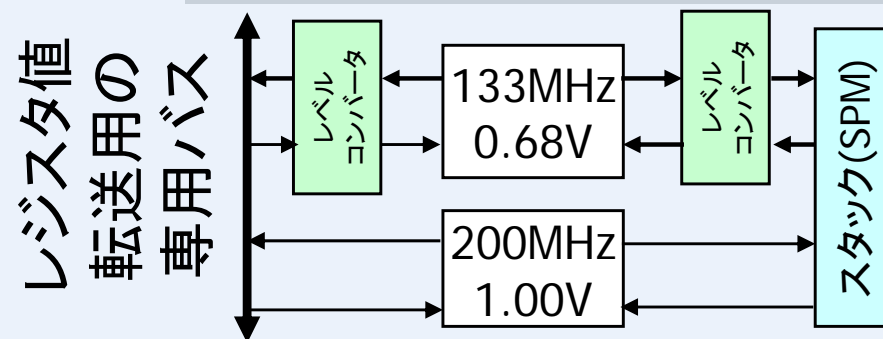 レジスタ値
転送用の
専用バス
レベル
コンバータ
133MHz
0.68V
レベル
コンバータ
200MHz
1.00V
スタック(SPM)